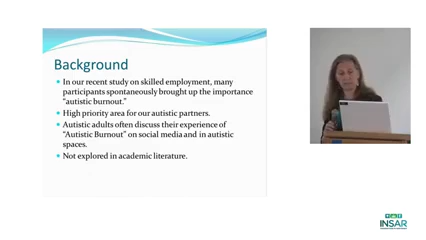 Background
In our recent study on skilled employment, many
participants spontaneously brought up the importance
"autistic burnout."
High priority area for our autistic partners.
Autistic adults often discuss their experience of
"Autistic Burnout" on social media and in autistic
spaces.
Not explored in academic literature.
INSAR